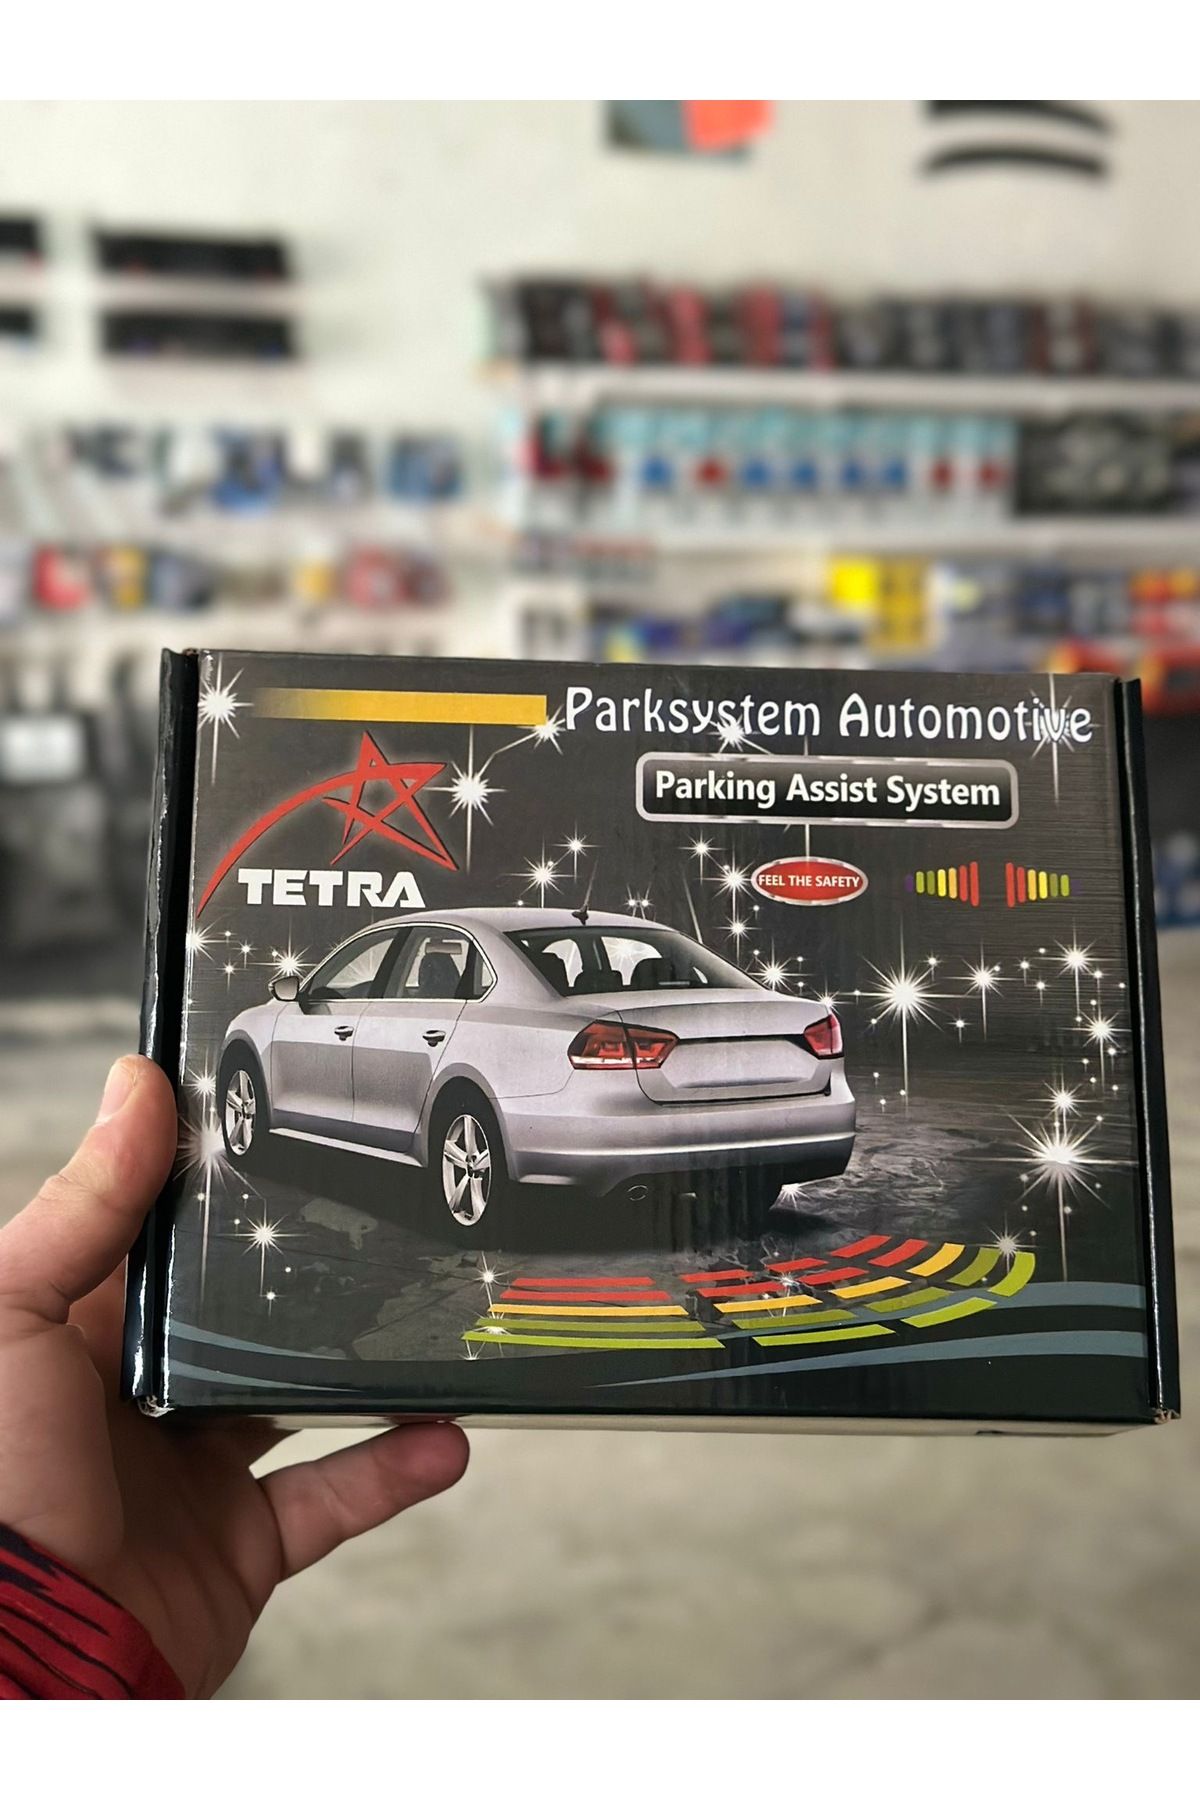 Parksystem Automotive
Parking Assist System
TETRA
FEEL THE SAFETY